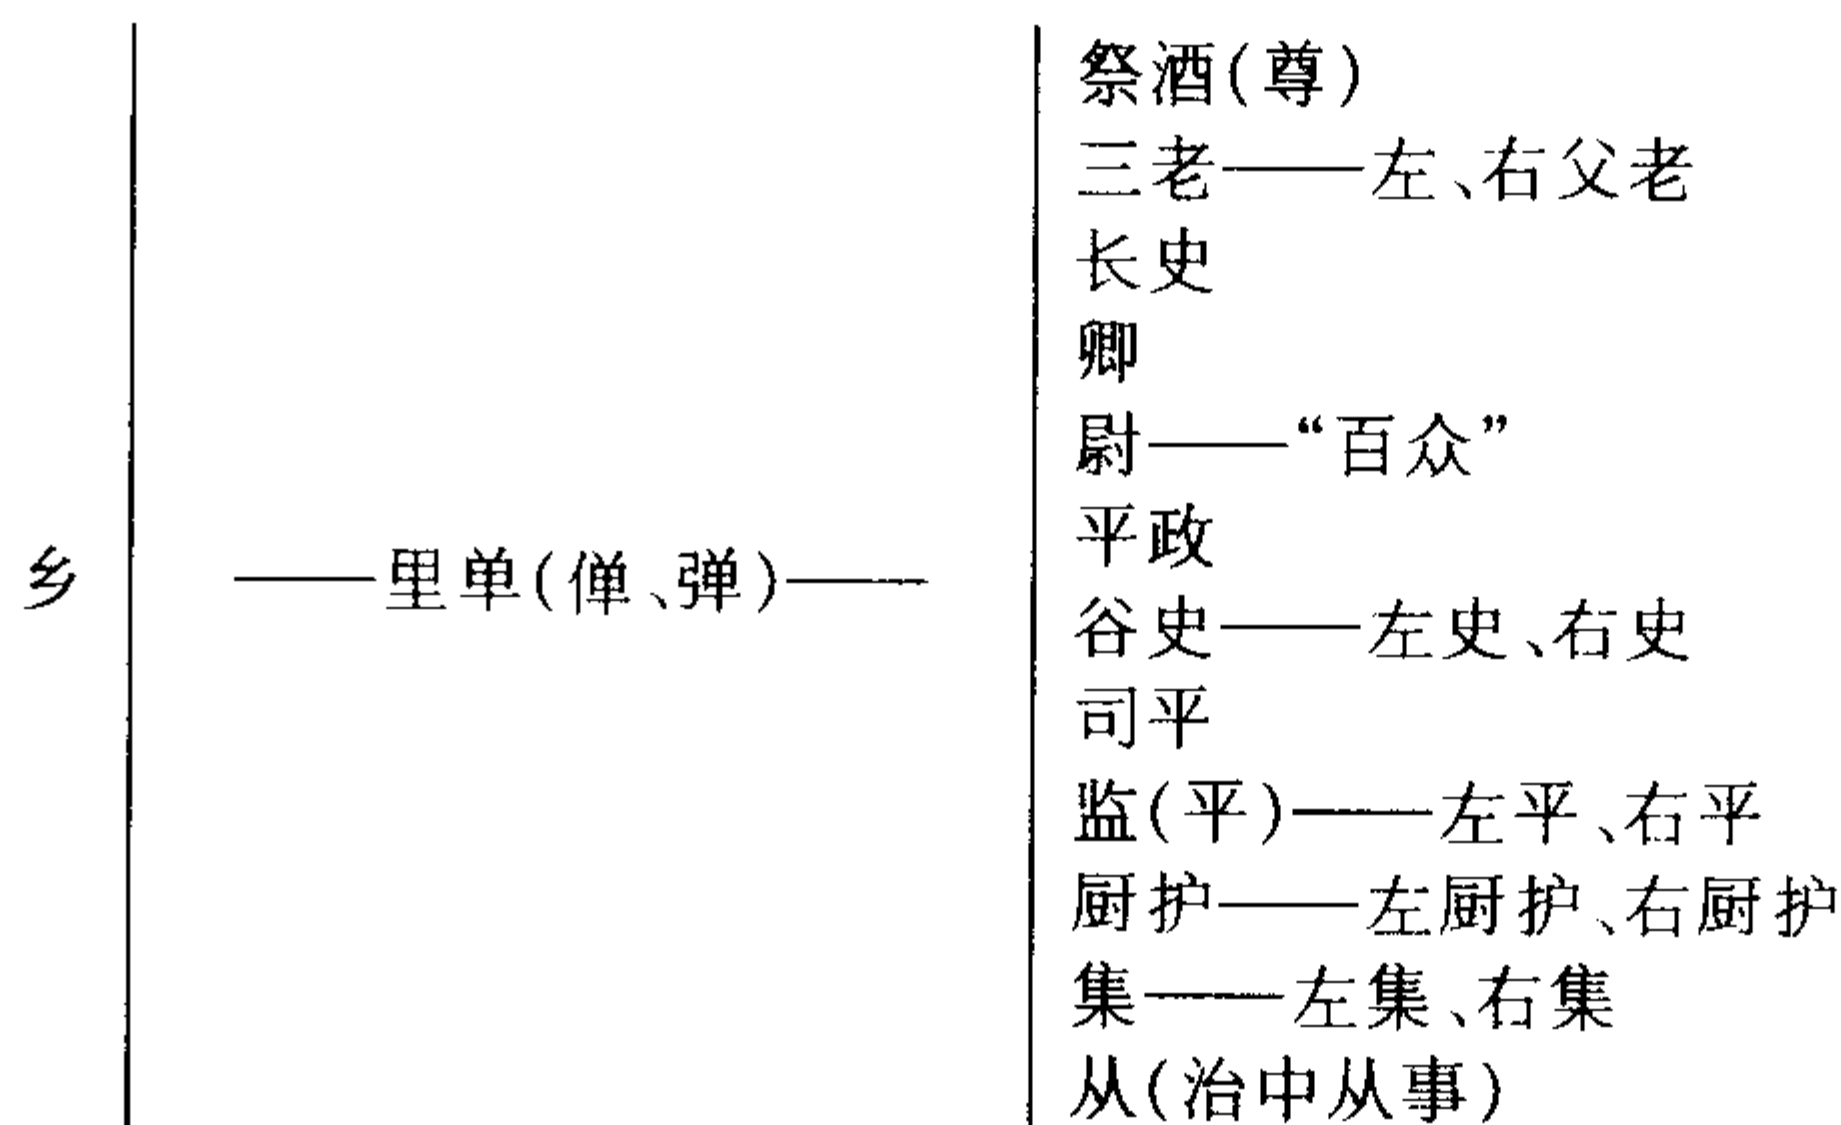 祭酒(尊)
三老——左、右父老
长史
卿
尉——“百众”
平政
乡 ——里单(僤、弹)——
谷史——左史、右史
司平
监(平)——左平、右平
厨护——左厨护、右厨护
集——左集、右集
从(治中从事)